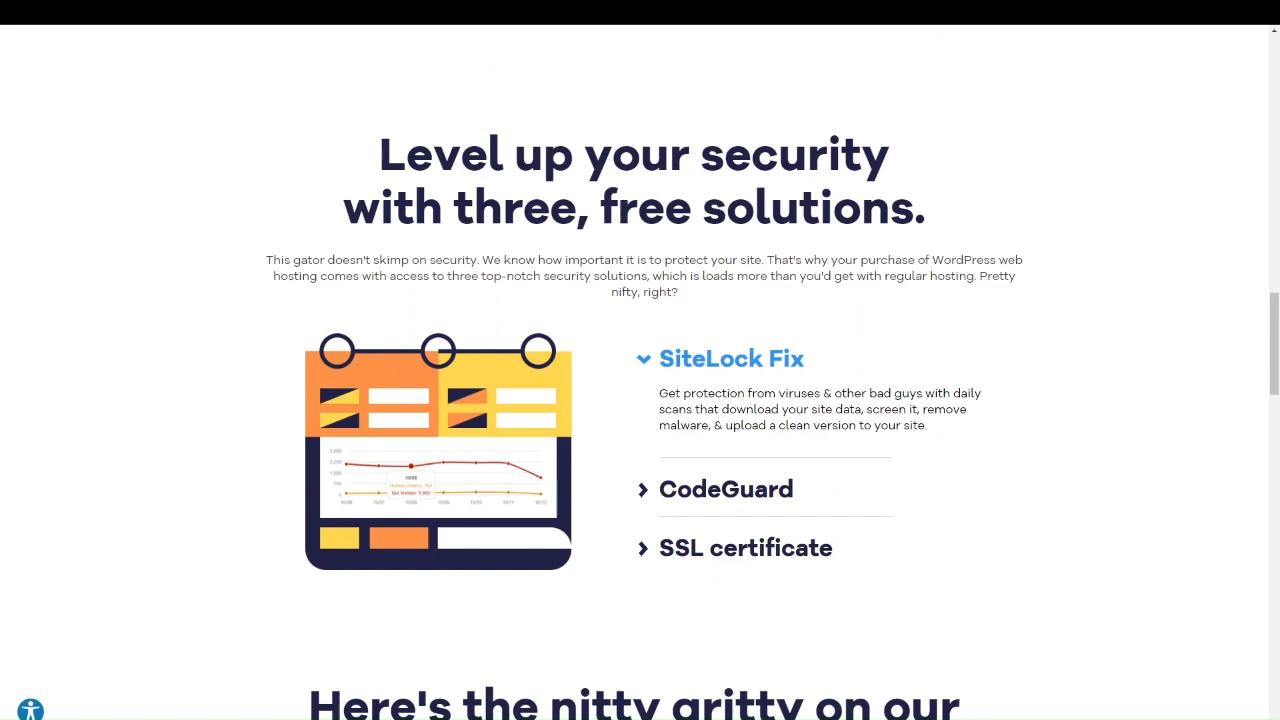 Level up your security
with three, free solutions.
This gator doesn't skimp on security. We know how important it is to protect your site. That's why your purchase of WordPress web
hosting comes with access to three top-notch security solutions, which is loads more than you'd get with regular hosting. Pretty
nifty, right?
SiteLock Fix
Get protection from viruses & other bad guys with daily
scans that download your site data, screen it, remove
malware, & upload a clean version to your site.
CodeGuard
SSL certificate
Here's the nitty gritty on our